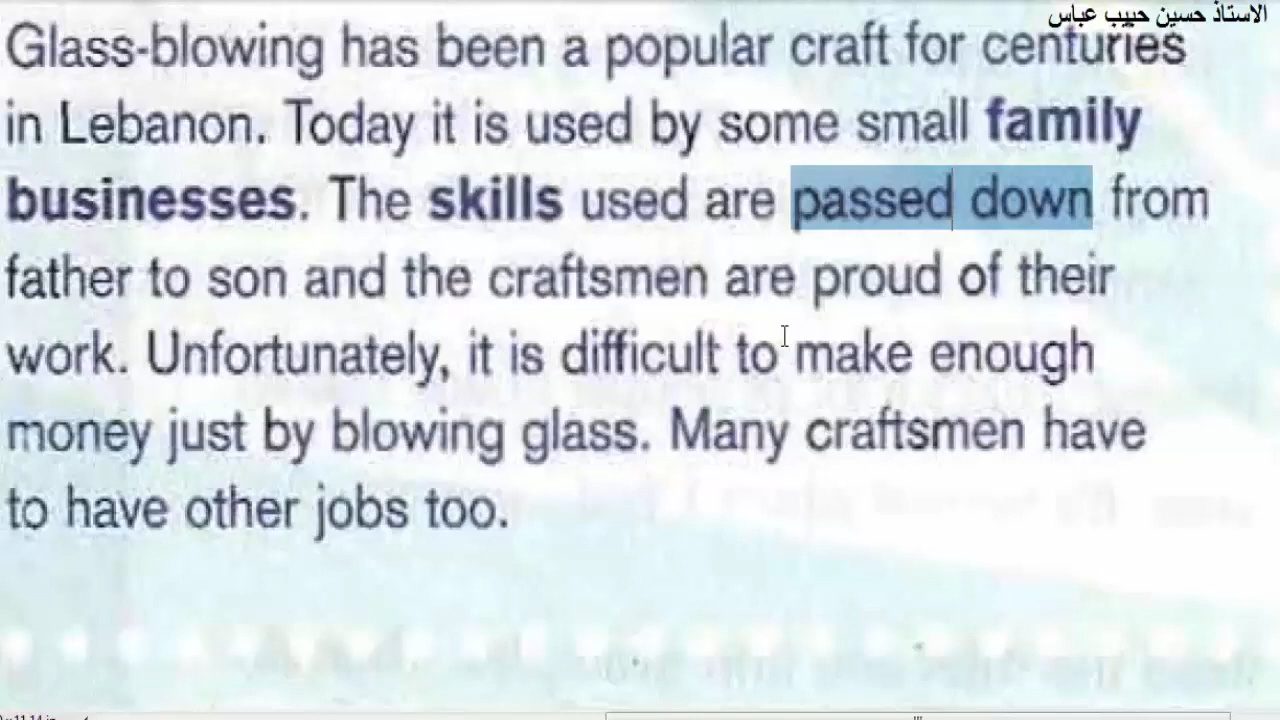 الاستاذ حسين حبيب عباس
Glass-blowing has been a popular craft for centuries
in Lebanon. Today it is used by some small family
businesses. The skills used are passed down from
father to son and the craftsmen are proud of their
work. Unfortunately, it is difficult to make enough
money just by blowing glass. Many craftsmen have
to have other jobs too.